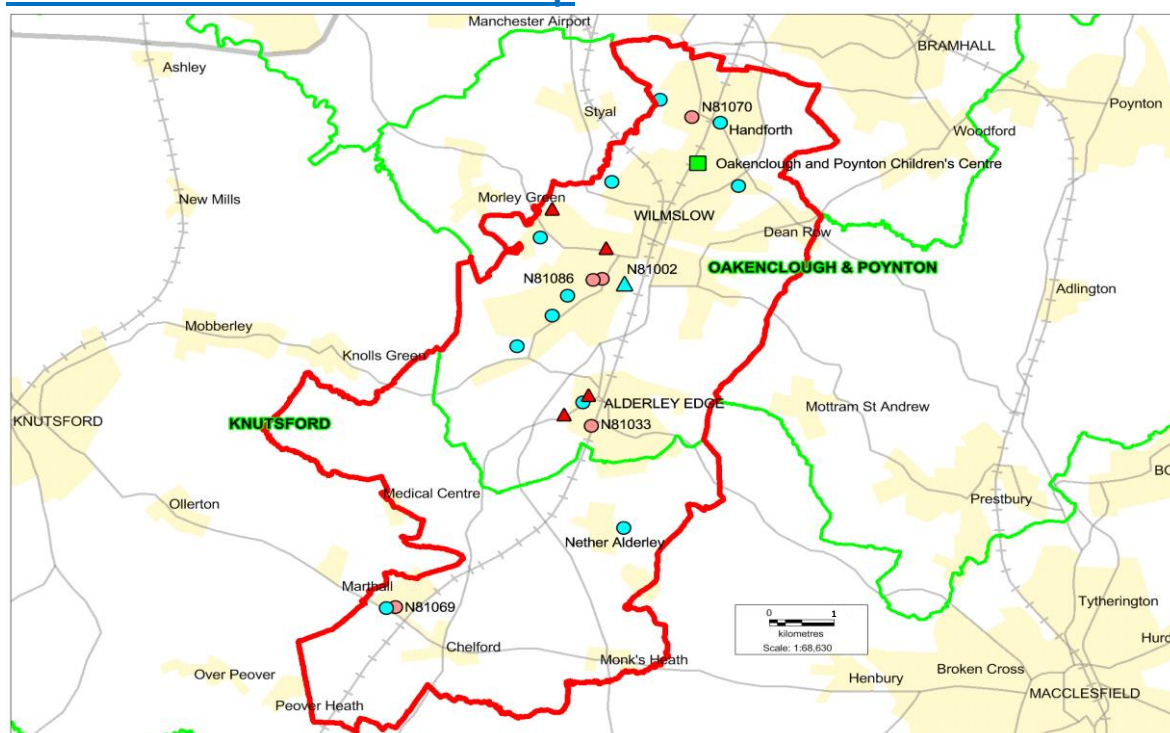 Manchester Airport
BRAMHALL
Ashley
Poynton
N81070
Styal
Handforth
Woodford
Oakenclough and Poynton Children's Centre
New Mills
Morley Green
WILMSLOW
Dean Row
OAKENCLOUGH & POYNTON
N81086
N81002
Adlington
Mobberley
Knolls Green
ALDERLEY EDGE
Mottram St Andrew
KNUTSFORD
KNUTSFORD
N81033
BO
Medical Centre
Ollerton
Prestbury
Nether Alderley
Marthall
N81069
Tytherington
0 1
kilometres
Scale: 1:68,630
Hurd
Chelford
Monk's Heath
Over Peover
Henbury
Broken Cross
MACCLESFIELD
Peover Heath